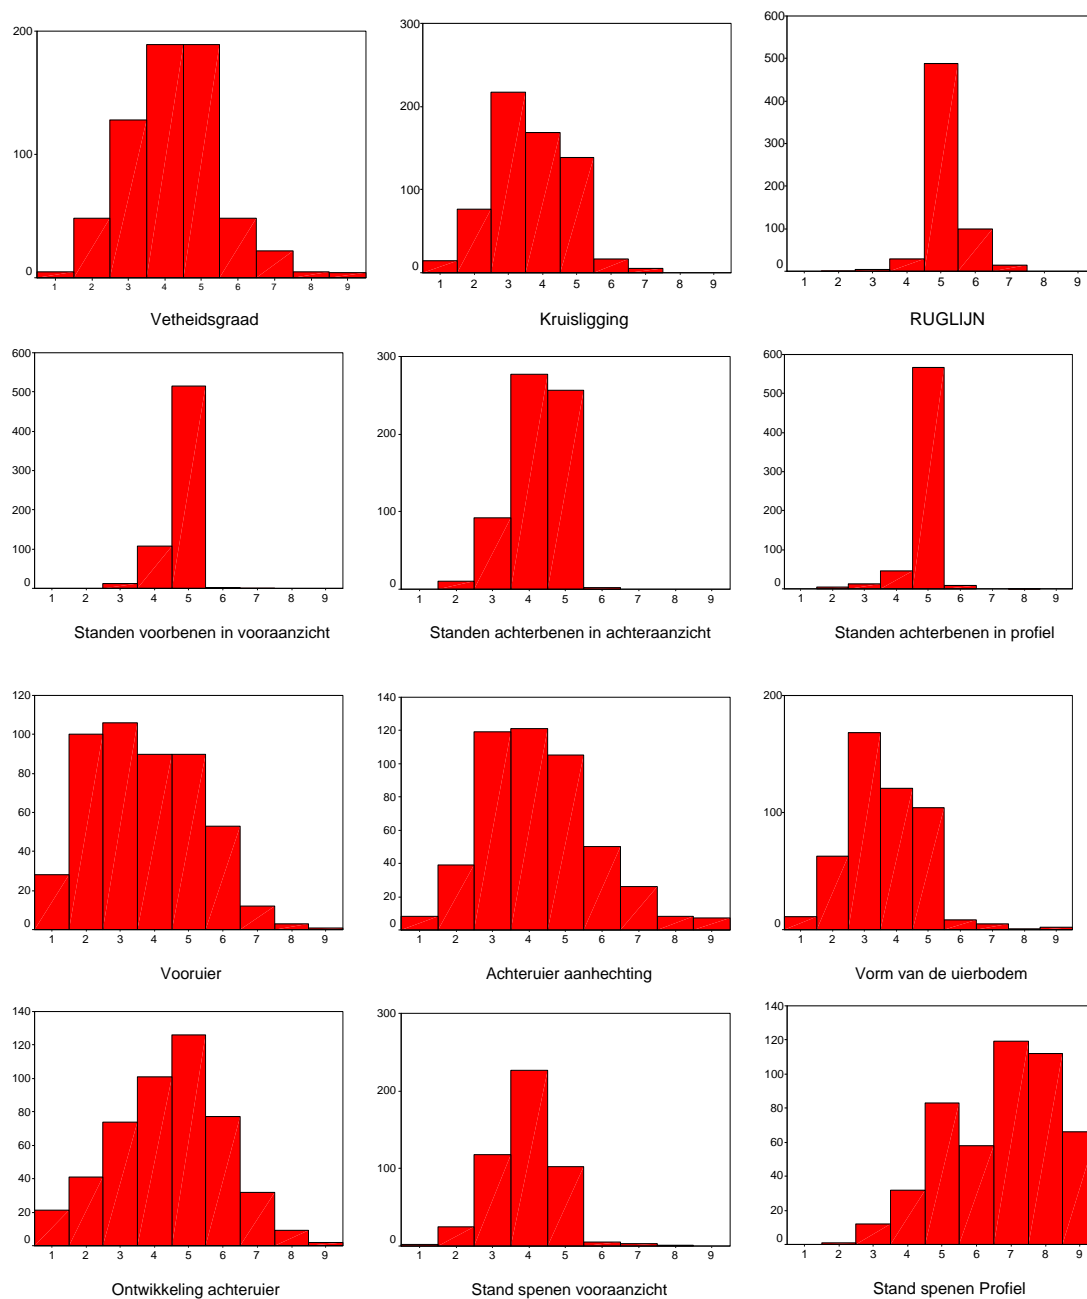 200
100
0
1 2 3 4 5 6 7 8 9
Vetheidsgraad
300
200
100
0
1 2 3 4 5 6 7 8 9
Kruisligging
600
500
400
300
200
100
0
1 2 3 4 5 6 7 8 9
RUGLIJN
600
500
400
300
200
100
0
1 2 3 4 5 6 7 8 9
Standen voorbenen in vooraanzicht
300
200
100
0
1 2 3 4 5 6 7 8 9
Standen achterbenen in achteraanzicht
600
500
400
300
200
100
0
1 2 3 4 5 6 7 8 9
Standen achterbenen in profiel
120
100
80
60
40
20
0
1 2 3 4 5 6 7 8 9
Vooruier
140
120
100
80
60
40
20
0
1 2 3 4 5 6 7 8 9
Achteruier aanhechting
200
100
0
1 2 3 4 5 6 7 8 9
Vorm van de uierbodem
140
120
100
80
60
40
20
0
1 2 3 4 5 6 7 8 9
Ontwikkeling achteruier
300
200
100
0
1 2 3 4 5 6 7 8 9
Stand spenen vooraanzicht
140
120
100
80
60
40
20
0
1 2 3 4 5 6 7 8 9
Stand spenen Profiel